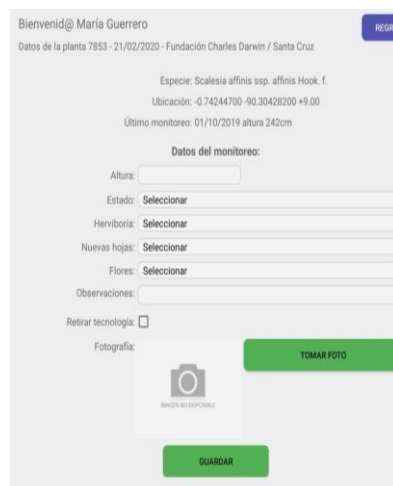 Bienvenid@ María Guerrero
REGR
Datos de la planta 7853 - 21/02/2020 - Fundación Charles Darwin / Santa Cruz
Especie: Scalesia affinis ssp. affinis Hook. f.
Ubicación: -0.74244700 -90.30428200 +9.00
Último monitoreo: 01/10/2019 altura 242cm
Datos del monitoreo:
Altura:
Estado: Seleccionar
Herviboría: Seleccionar
Nuevas hojas: Seleccionar
Flores: Seleccionar
Observaciones:
Retirar tecnología:
Fotografía:
TOMAR FOTO
IMAGEN NO DISPONIBLE
GUARDAR